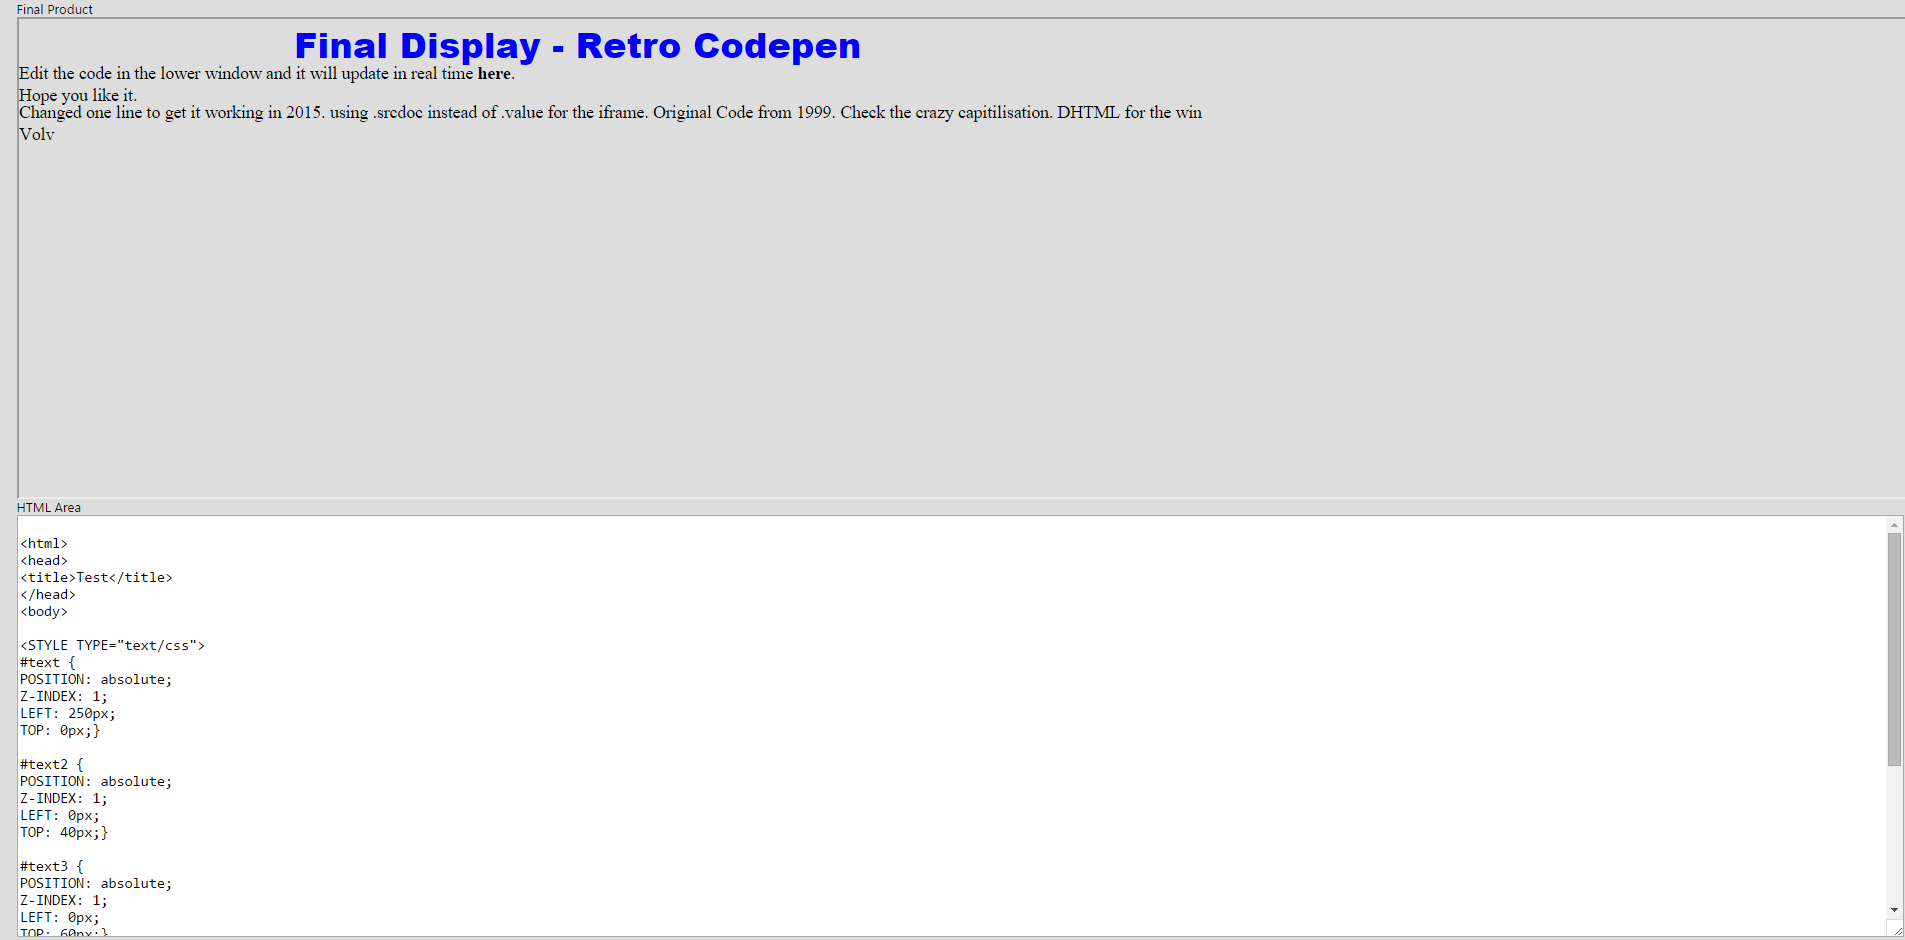 Final Product
Final Display - Retro Codepen
Edit the code in the lower window and it will update in real time here.
Hope you like it.
Changed one line to get it working in 2015. using .srcdoc instead of .value for the iframe. Original Code from 1999. Check the crazy capitilisation. DHTML for the win
Volv
HTML Area
<html>
<head>
<title>Test</title>
</head>
<body>
<STYLE TYPE="text/css">
#text {
POSITION: absolute;
Z-INDEX: 1;
LEFT: 250px;
TOP: 0px;}
#text2 {
POSITION: absolute;
Z-INDEX: 1;
LEFT: 0px;
TOP: 40px;}
#text3 {
POSITION: absolute;
Z-INDEX: 1;
LEFT: 0px;
TOP: 60px;}